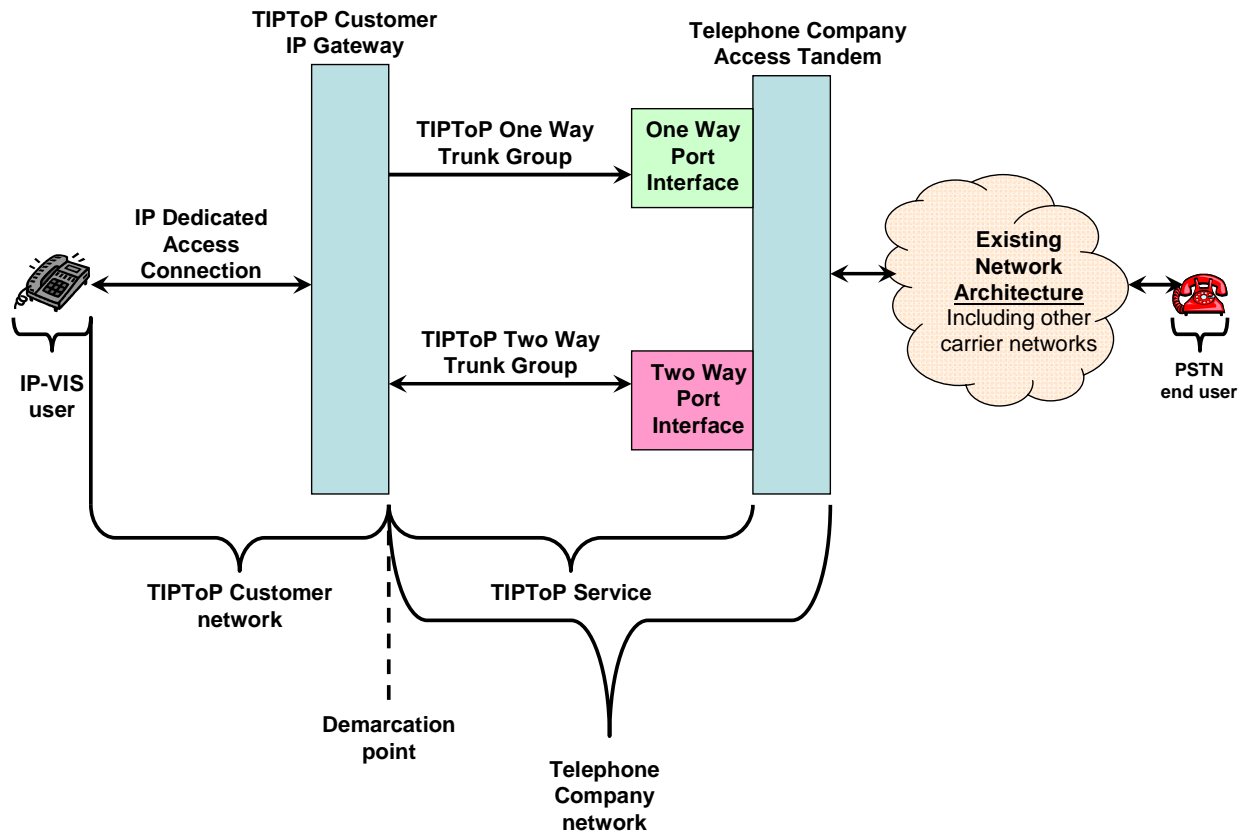 TIPToP Customer
IP Gateway
Telephone Company
Access Tandem
TIPToP One Way
Trunk Group
One Way
Port
Interface
IP Dedicated
Access
Connection
Existing
Network
Architecture
Including other
carrier networks
TIPToP Two Way
Trunk Group
Two Way
Port
Interface
IP-VIS
user
PSTN
end user
TIPToP Customer
network
TIPToP Service
Demarcation
point
Telephone
Company
network